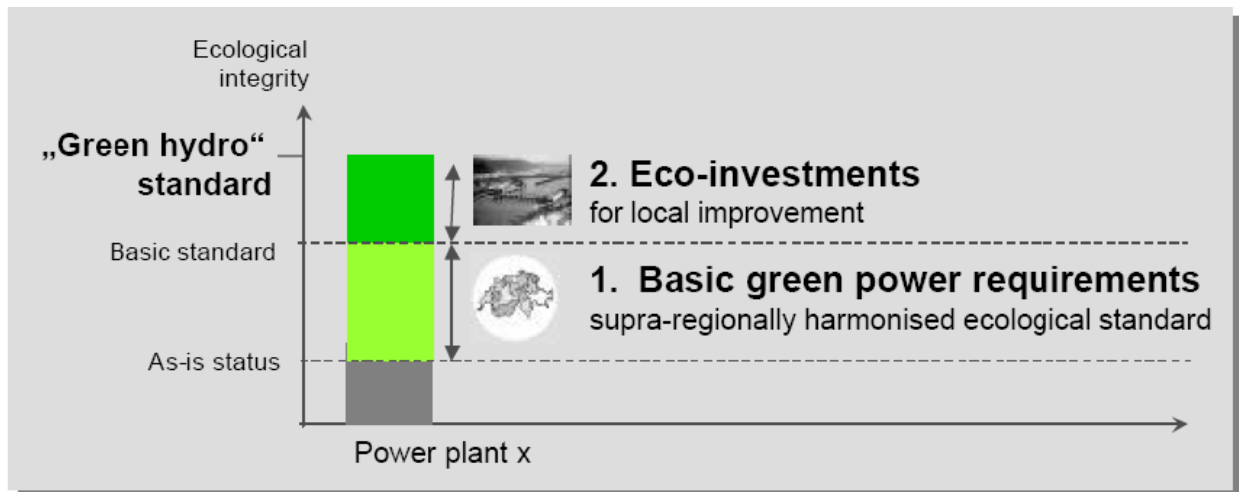 Ecological
integrity
„Green hydro“
standard
2. Eco-investments
for local improvement
Basic standard
1. Basic green power requirements
supra-regionally harmonised ecological standard
As-is status
Power plant x